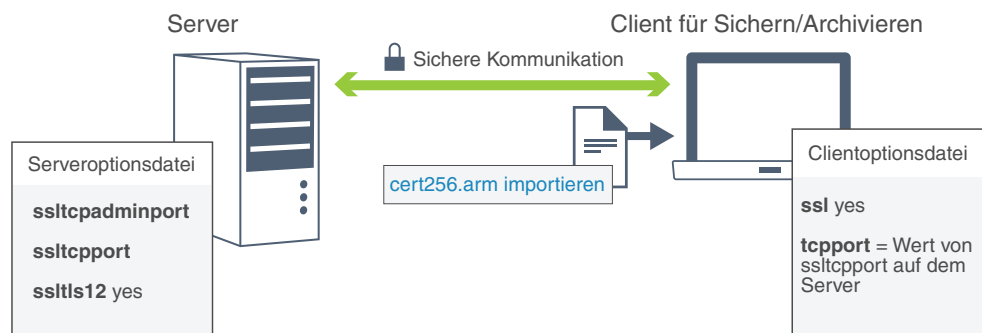 Server
Client für Sichern/Archivieren
Sichere Kommunikation
Serveroptionsdatei
ssltcpadminport
ssltcpport
ssltls12 yes
cert256.arm importieren
Clientoptionsdatei
ssl yes
tcpport = Wert von
ssltcpport auf dem
Server